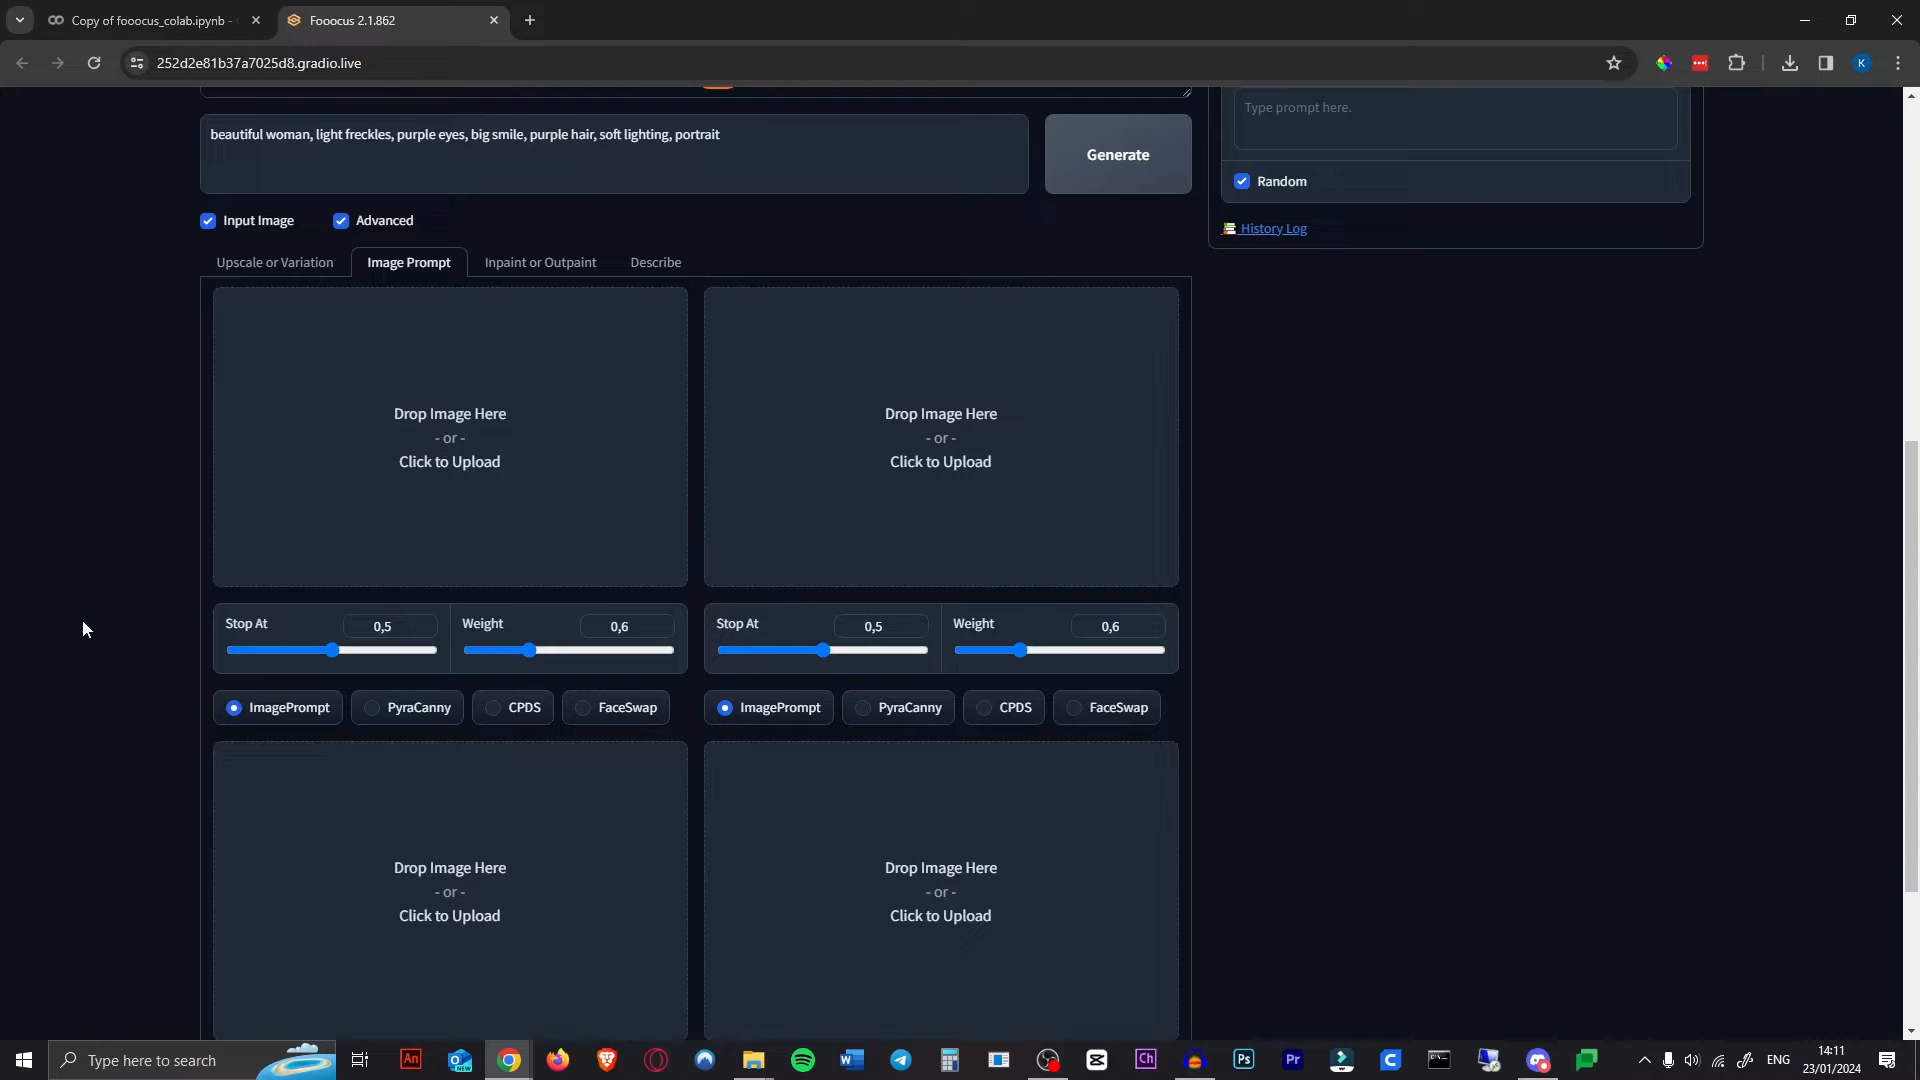 Copy of fooocus_colab.ipynb -
Fooocus 2.1.862
252d2e81b37a7025d8.gradio.live
K
beautiful woman, light freckles, purple eyes, big smile, purple hair, soft lighting, portrait
Generate
Type prompt here.
Random
History Log
Input Image
Advanced
Upscale or Variation
Image Prompt
Inpaint or Outpaint
Describe
Drop Image Here
- or -
Click to Upload
Drop Image Here
- or -
Click to Upload
Stop At
0,5
Weight
0,6
Stop At
0,5
Weight
0,6
ImagePrompt
PyraCanny
CPDS
FaceSwap
ImagePrompt
PyraCanny
CPDS
FaceSwap
Drop Image Here
- or -
Click to Upload
Drop Image Here
- or -
Click to Upload
Type here to search
An
NEW
W
Ch
Ps
Pr
C
ENG
14:11
23/01/2024